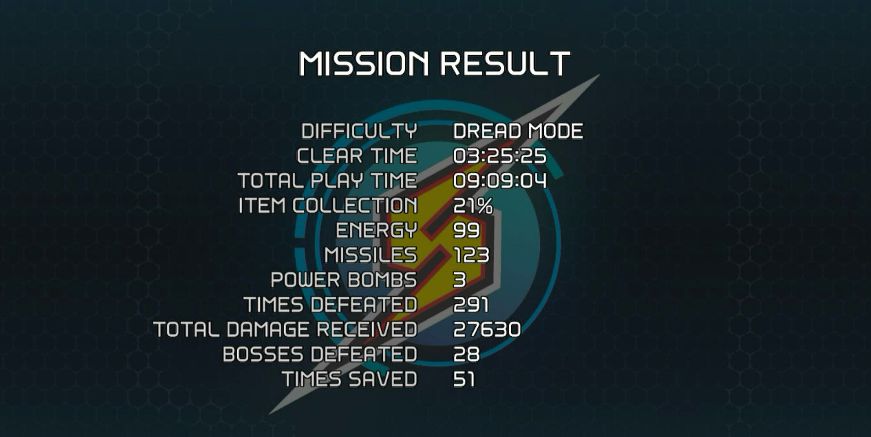 MISSION RESULT
DIFFICULTY DREAD MODE
CLEAR TIME 03:25:25
TOTAL PLAY TIME 09:09:04
ITEM COLLECTION 21%
ENERGY 99
MISSILES 123
POWER BOMBS 3
TIMES DEFEATED 291
TOTAL DAMAGE RECEIVED 27630
BOSSES DEFEATED 28
TIMES SAVED 51